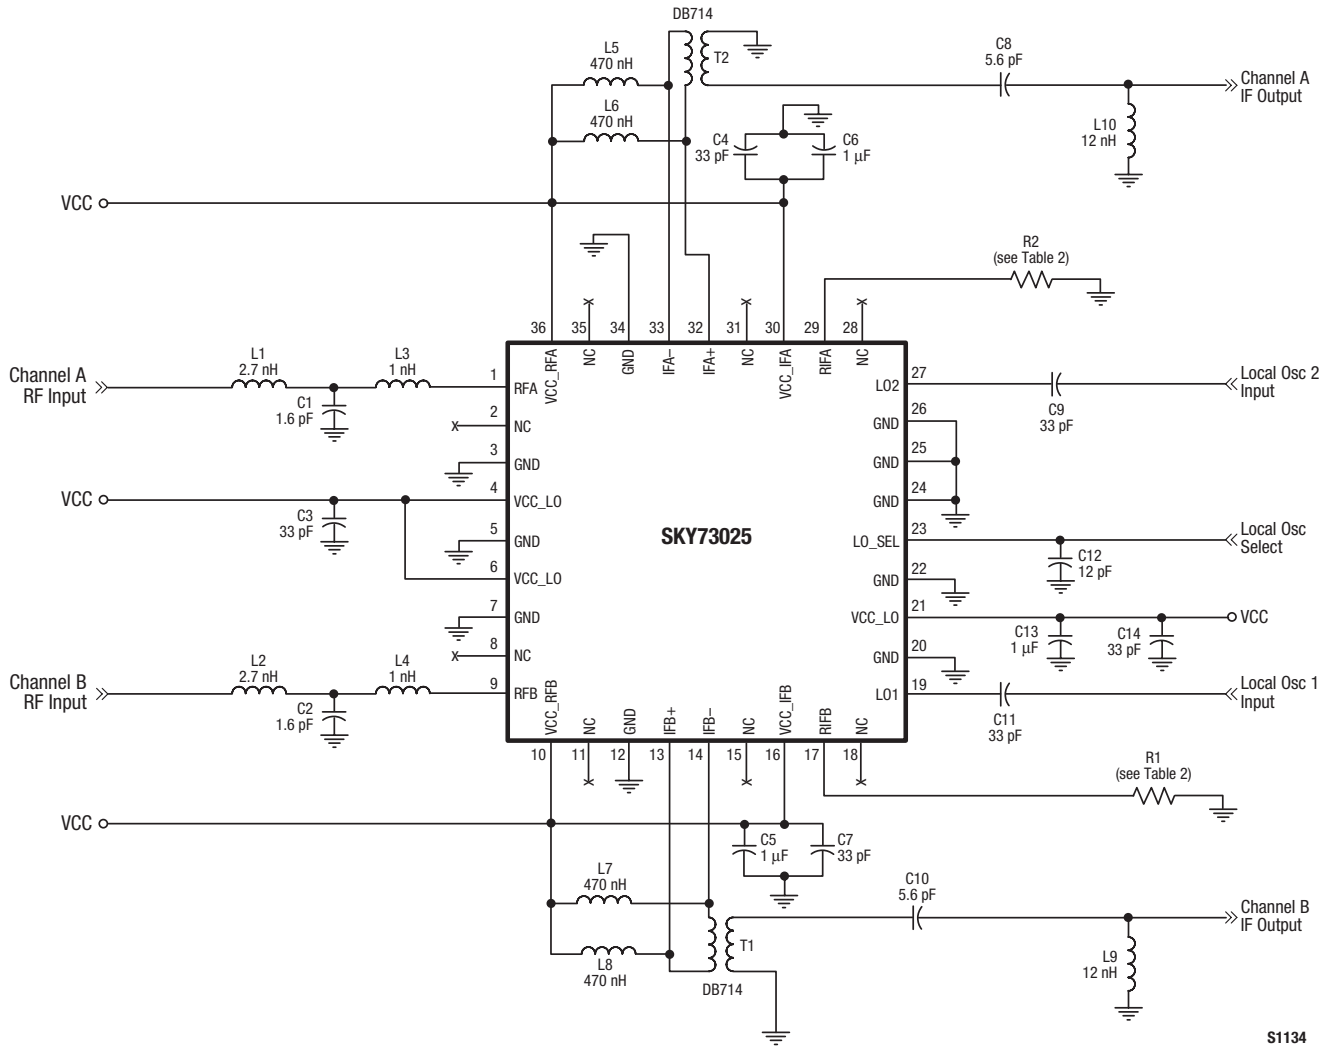 DB714
T2
L5
470 nH
L6
470 nH
C8
5.6 pF
Channel A
IF Output
L10
12 nH
C4
33 pF
C6
1 µF
VCC
R2
(see Table 2)
36
35
34
33
32
31
30
29
28
VCC_RFA
NC
GND
IFA–
IFA+
NC
VCC_IFA
RIFA
NC
Channel A
RF Input
L1
2.7 nH
C1
1.6 pF
L3
1 nH
1
RFA
2
X
NC
3
GND
VCC
C3
33 pF
4
VCC_LO
5
GND
6
VCC_LO
7
GND
8
X
NC
Channel B
RF Input
L2
2.7 nH
C2
1.6 pF
L4
1 nH
9
RFB
SKY73025
27
LO2
C9
33 pF
Local Osc 2
Input
26
GND
25
GND
24
GND
23
LO_SEL
C12
12 pF
Local Osc
Select
22
GND
21
VCC_LO
C13
1 µF
C14
33 pF
VCC
20
GND
19
LO1
C11
33 pF
Local Osc 1
Input
VCC_RFB
NC
GND
IFB+
IFB–
NC
VCC_IFB
RIFB
NC
10
11
12
13
14
15
16
17
18
R1
(see Table 2)
VCC
C5
1 µF
C7
33 pF
L7
470 nH
L8
470 nH
T1
DB714
C10
5.6 pF
Channel B
IF Output
L9
12 nH
S1134